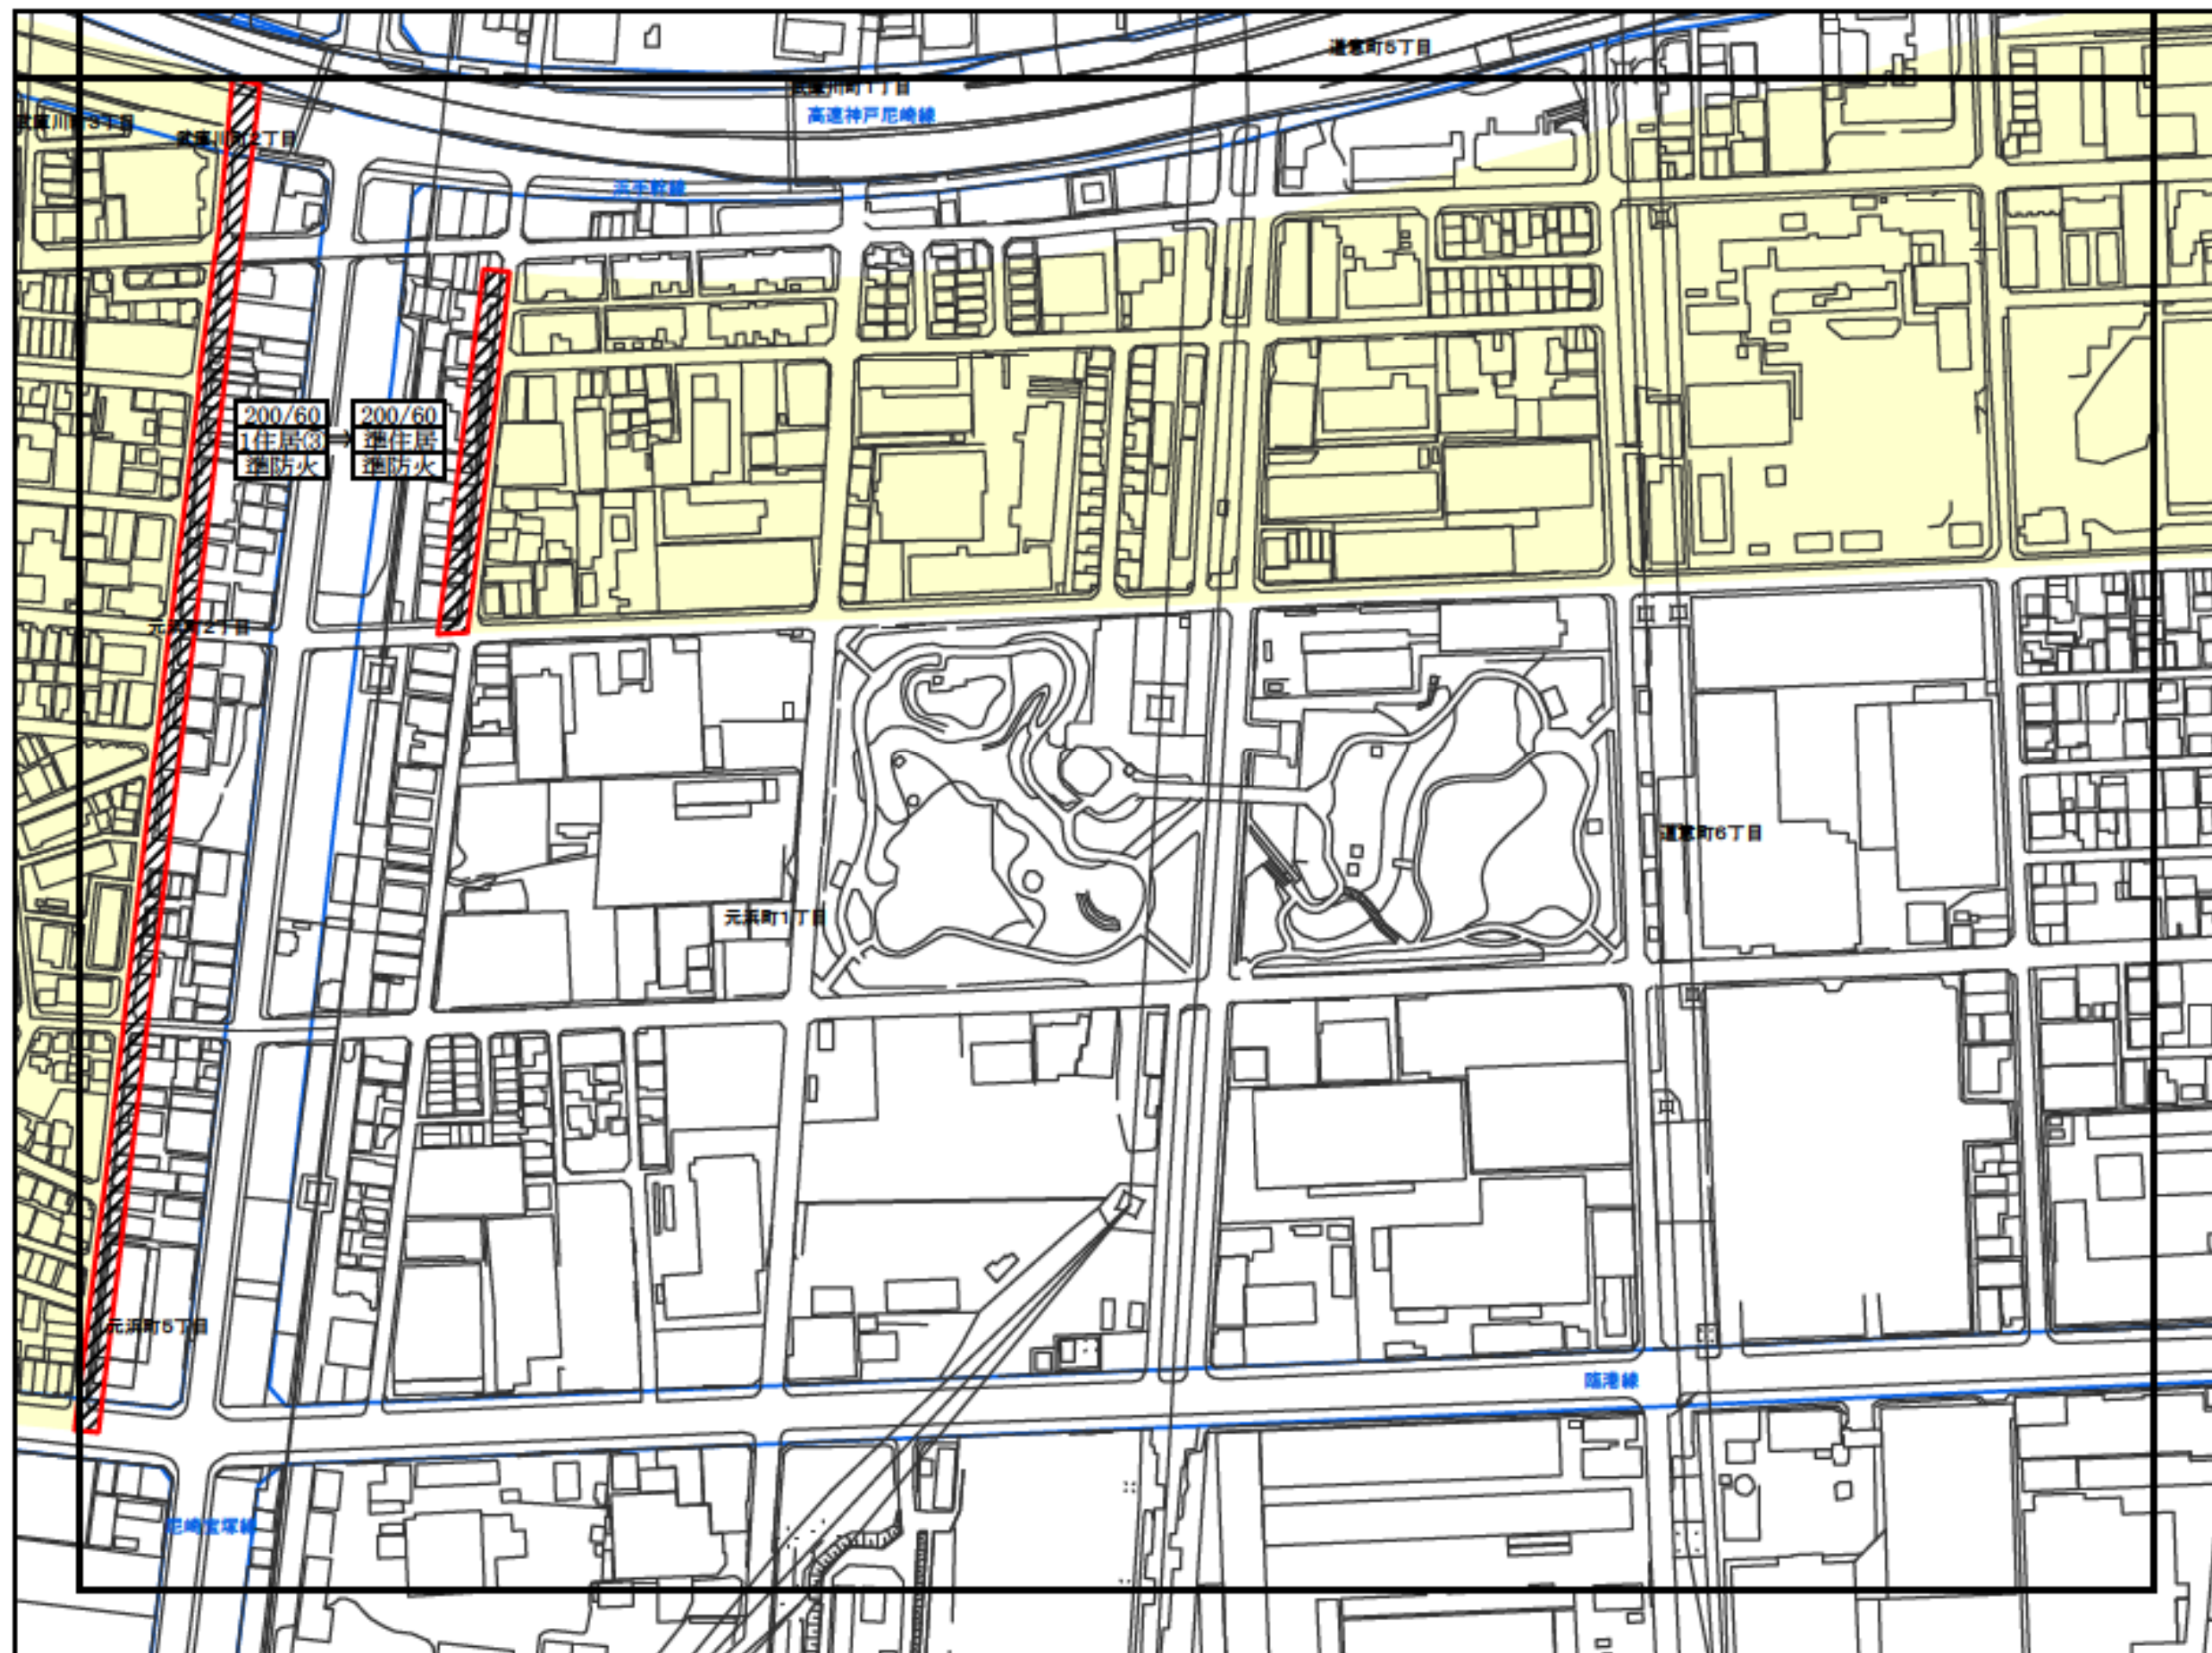 道意町5丁目
武庫川町1丁目
高速神戸尼崎線
武庫川町3丁目
武庫川町2丁目
浜手幹線
200/60
1住居(3)
準防火
→
200/60
準住居
準防火
元浜町2丁目
道意町6丁目
元浜町1丁目
元浜町5丁目
臨港線
尼崎宝塚線